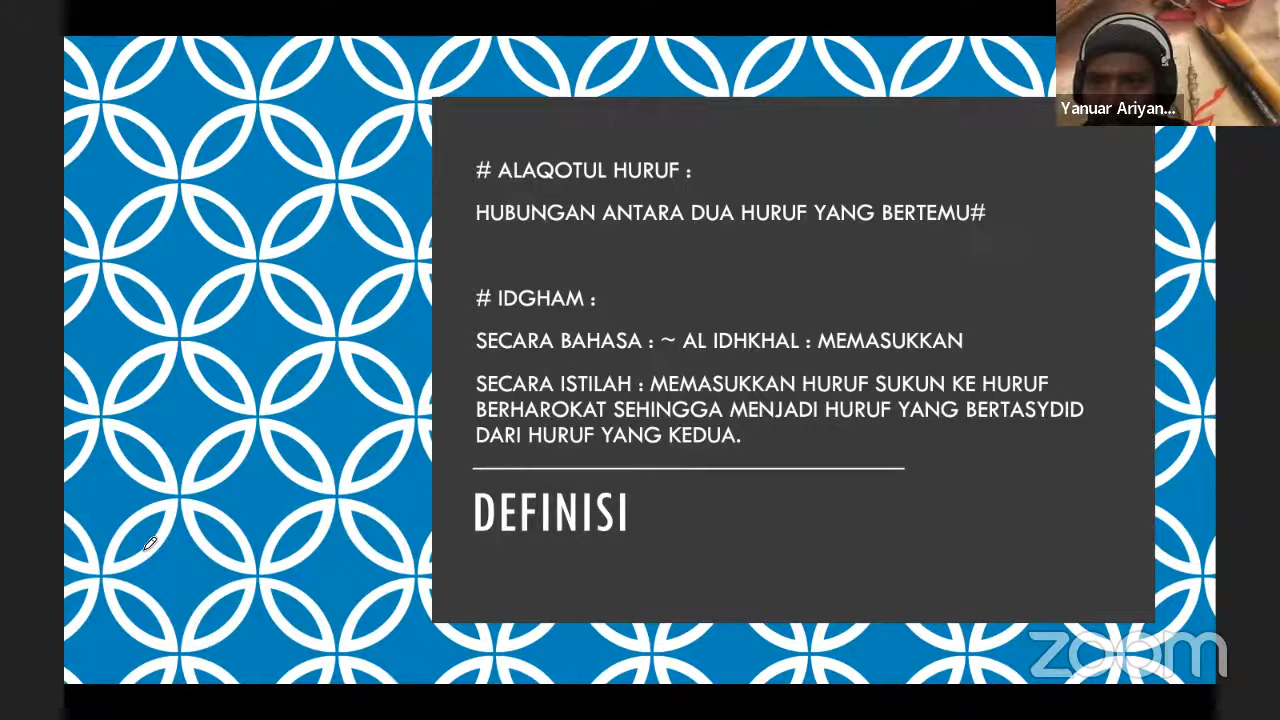 Yanuar Ariyan...
# ALAQOTUL HURUF :
HUBUNGAN ANTARA DUA HURUF YANG BERTEMU#
# IDGHAM :
SECARA BAHASA : ~ AL IDHKHAL : MEMASUKKAN
SECARA ISTILAH : MEMASUKKAN HURUF SUKUN KE HURUF
BERHAROKAT SEHINGGA MENJADI HURUF YANG BERTASYDID
DARI HURUF YANG KEDUA.
DEFINISI
zoom